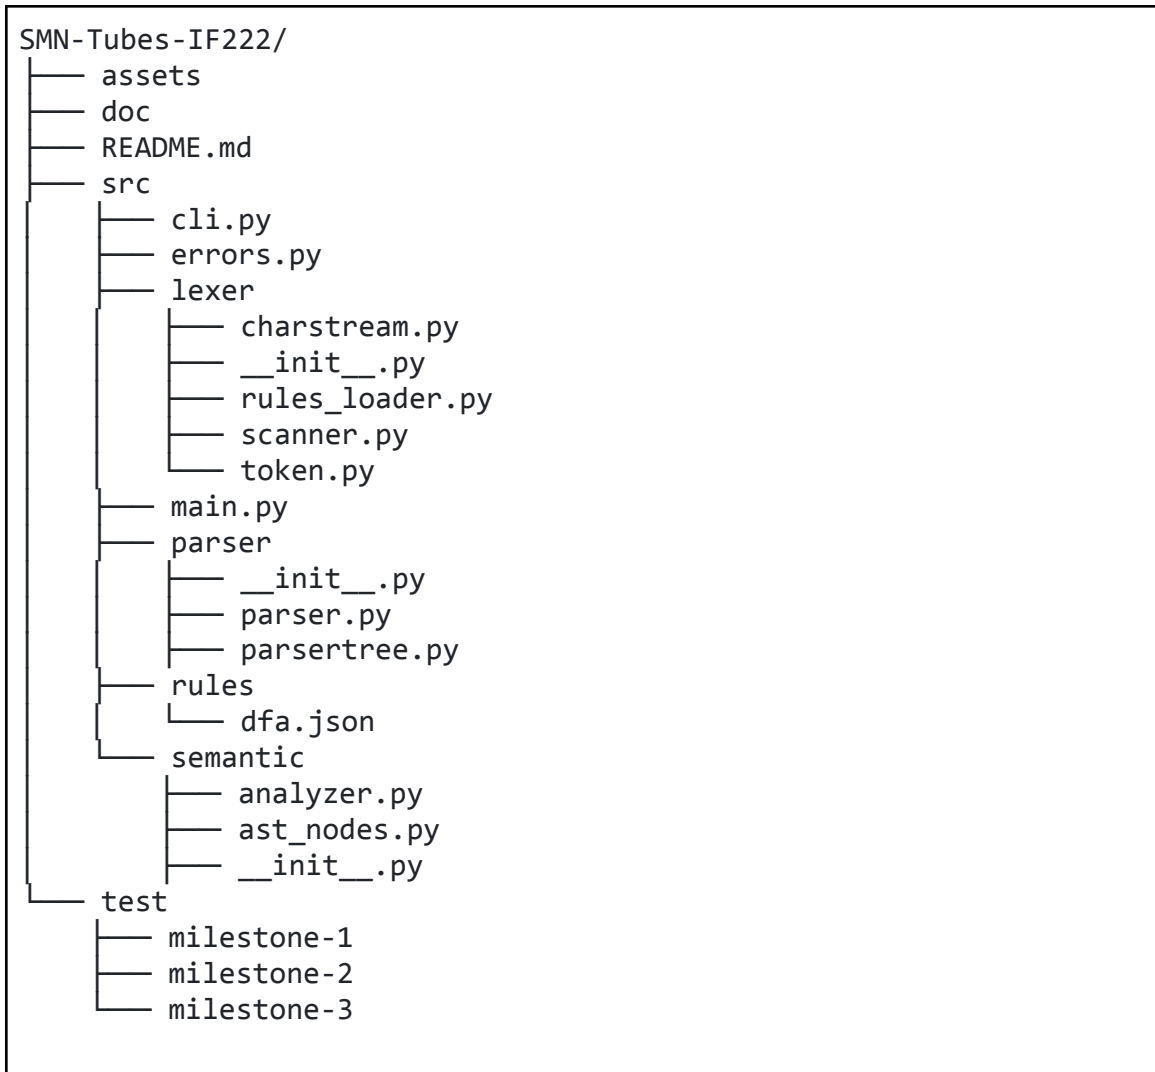 SMN-Tubes-IF222/
├── assets
├── doc
├── README.md
├── src
│   ├── cli.py
│   ├── errors.py
│   ├── lexer
│   │   ├── charstream.py
│   │   ├── __init__.py
│   │   ├── rules_loader.py
│   │   ├── scanner.py
│   │   └── token.py
│   ├── main.py
│   ├── parser
│   │   ├── __init__.py
│   │   ├── parser.py
│   │   ├── parsertree.py
│   ├── rules
│   │   └── dfa.json
│   └── semantic
│       ├── analyzer.py
│       ├── ast_nodes.py
│       ├── __init__.py
└── test
    ├── milestone-1
    ├── milestone-2
    └── milestone-3